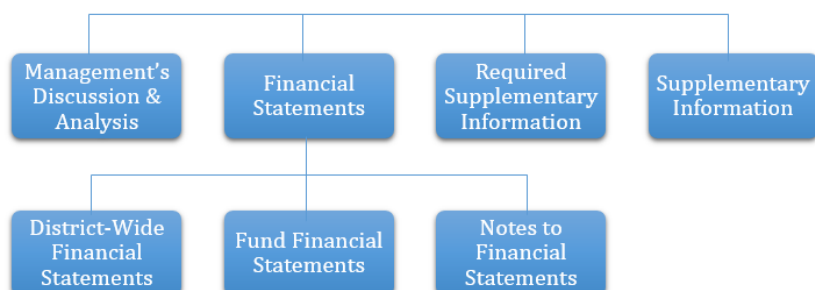 Management's
Discussion &
Analysis
Financial
Statements
Required
Supplementary
Information
Supplementary
Information
District-Wide
Financial
Statements
Fund Financial
Statements
Notes to
Financial
Statements